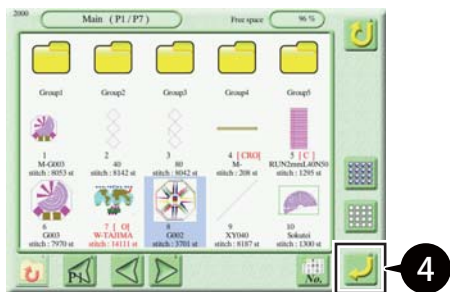 2000 Main ( P1 / P7 ) Free space 96 %
Group1 Group2 Group3 Group4 Group5
1 2 3 4 [ CRO[ 5 [ C ]
M-G003 40 80 M- RUN2mmL40N50
stitch : 8053 st stitch : 8142 st stitch : 8042 st stitch : 208 st stitch : 1295 st
6 7 [ O[ 8 9 10
G003 W-TAJIMA G002 XY040 Sokutei
stitch : 7970 st stitch : 14111 st stitch : 3701 st stitch : 8187 st stitch : 1300 st
P1 No. 4